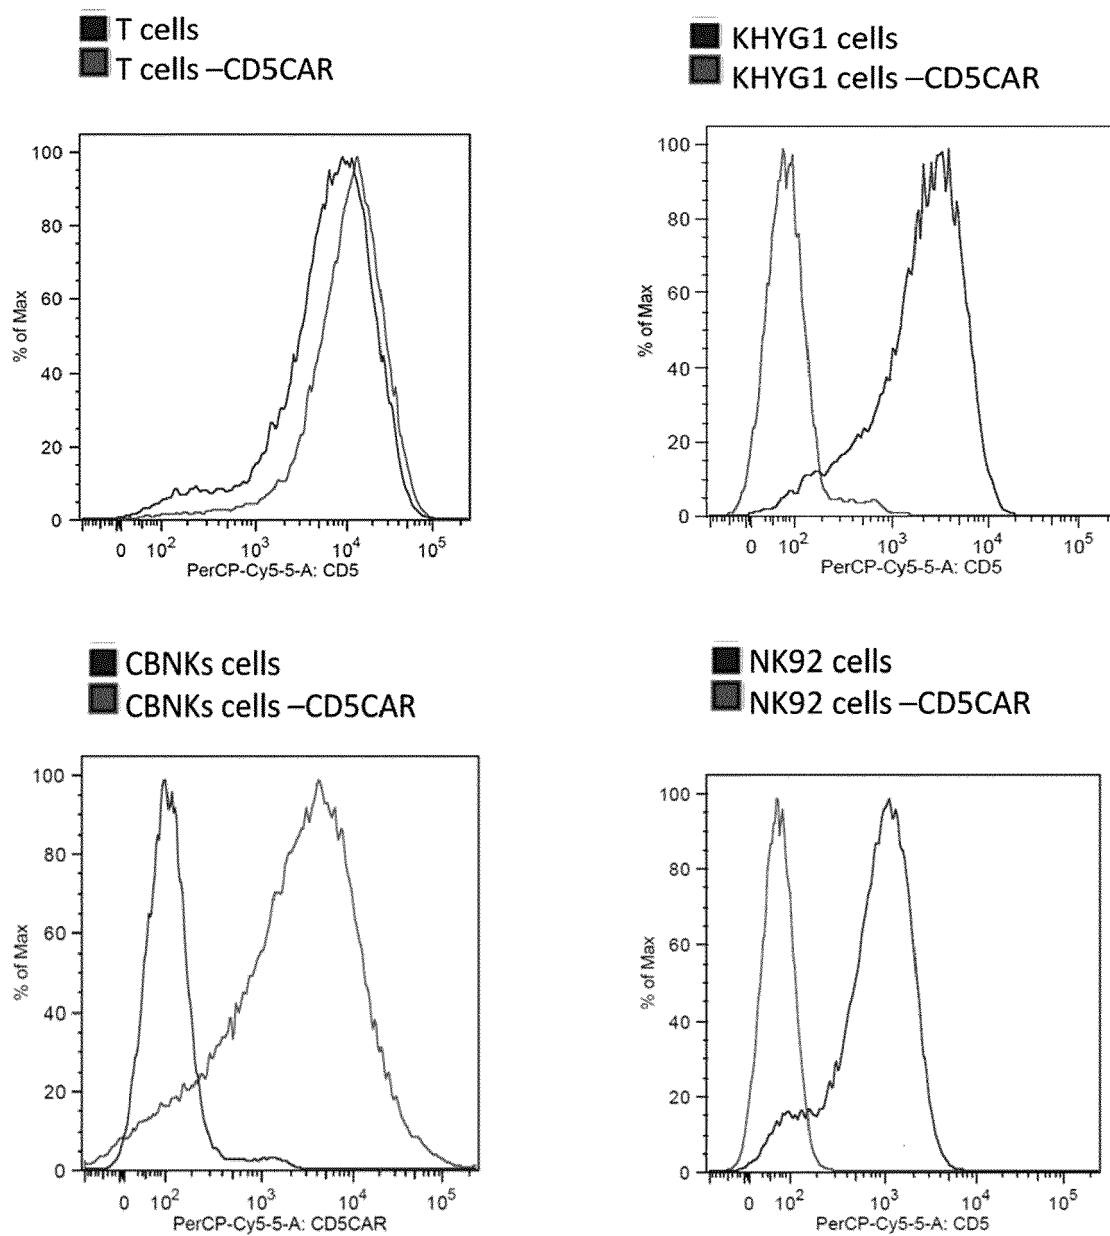 T cells
T cells –CD5CAR
100
80
60
40
20
0
% of Max
0 10² 10³ 10⁴ 10⁵
PerCP-Cy5-5-A: CD5
KHYG1 cells
KHYG1 cells –CD5CAR
100
80
60
40
20
0
% of Max
0 10² 10³ 10⁴ 10⁵
PerCP-Cy5-5-A: CD5
CBNKs cells
CBNKs cells –CD5CAR
100
80
60
40
20
0
% of Max
0 10² 10³ 10⁴ 10⁵
PerCP-Cy5-5-A: CD5CAR
NK92 cells
NK92 cells –CD5CAR
100
80
60
40
20
0
% of Max
0 10² 10³ 10⁴ 10⁵
PerCP-Cy5-5-A: CD5